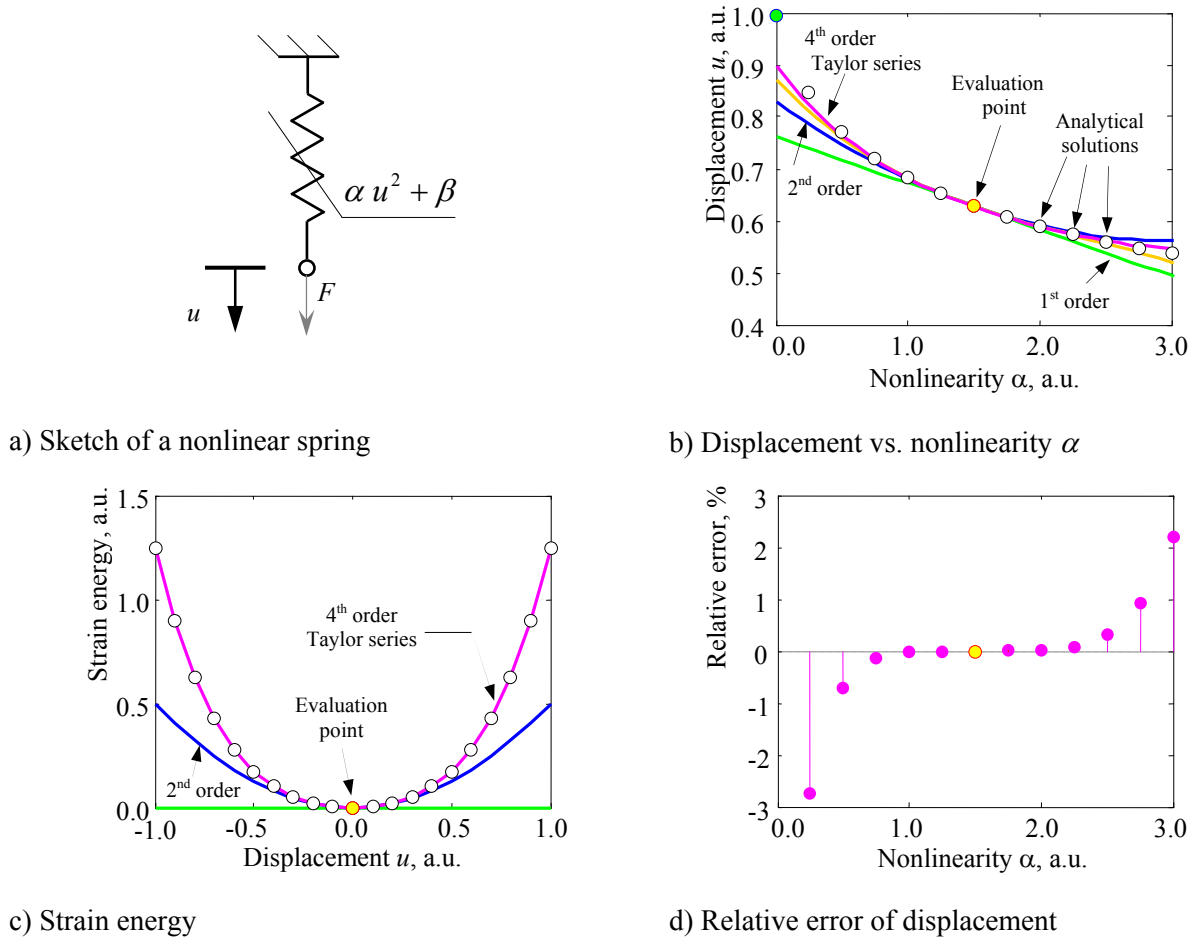 α u² + β
F
u
a) Sketch of a nonlinear spring
Displacement u, a.u.
1.0
0.9
0.8
0.7
0.6
0.5
0.4
4th order
Taylor series
Evaluation
point
Analytical
solutions
2nd order
1st order
0.0 1.0 2.0 3.0
Nonlinearity α, a.u.
b) Displacement vs. nonlinearity α
Strain energy, a.u.
1.5
1.0
0.5
0.0
4th order
Taylor series
Evaluation
point
2nd order
-1.0 -0.5 0.0 0.5 1.0
Displacement u, a.u.
c) Strain energy
Relative error, %
3
2
1
0
-1
-2
-3
0.0 1.0 2.0 3.0
Nonlinearity α, a.u.
d) Relative error of displacement